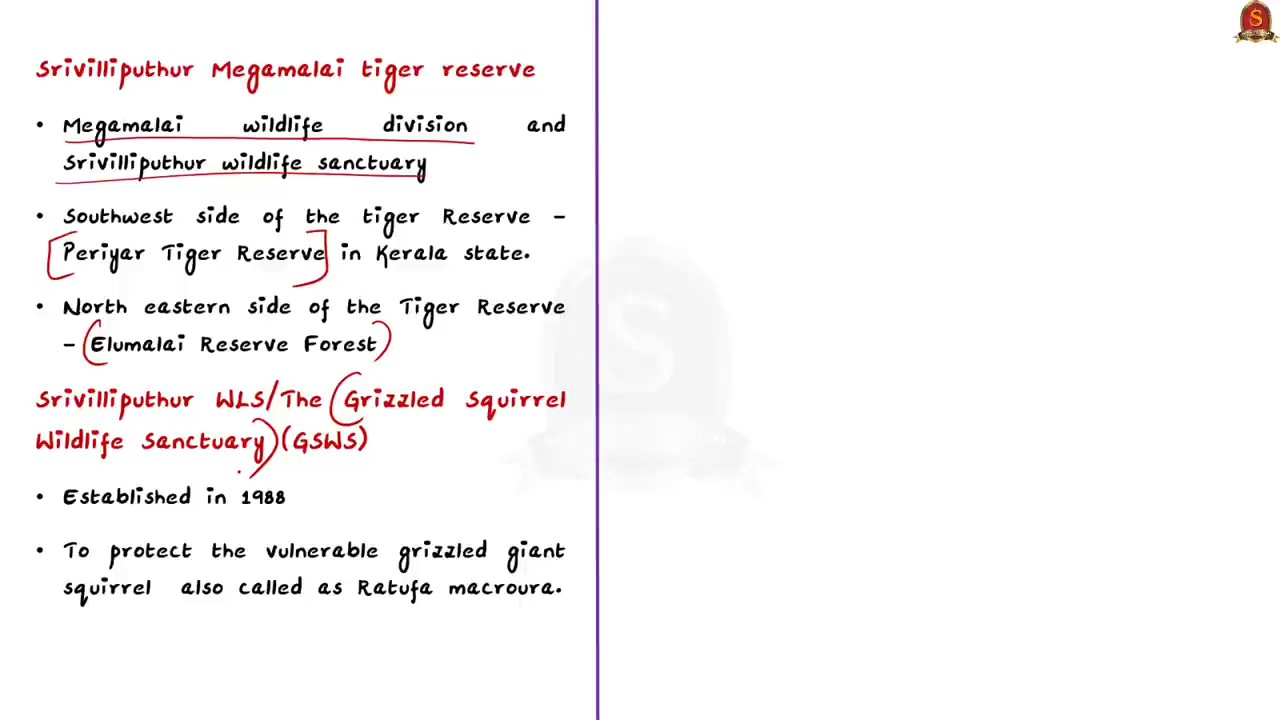 Srivilliputhur Megamalai tiger reserve
• Megamalai wildlife division and
Srivilliputhur wildlife sanctuary
• Southwest side of the tiger Reserve –
Periyar Tiger Reserve in Kerala state.
• North eastern side of the Tiger Reserve
– Elumalai Reserve Forest
Srivilliputhur WLS/The Grizzled Squirrel
Wildlife Sanctuary (GSWS)
• Established in 1988
• To protect the vulnerable grizzled giant
squirrel also called as Ratufa macroura.